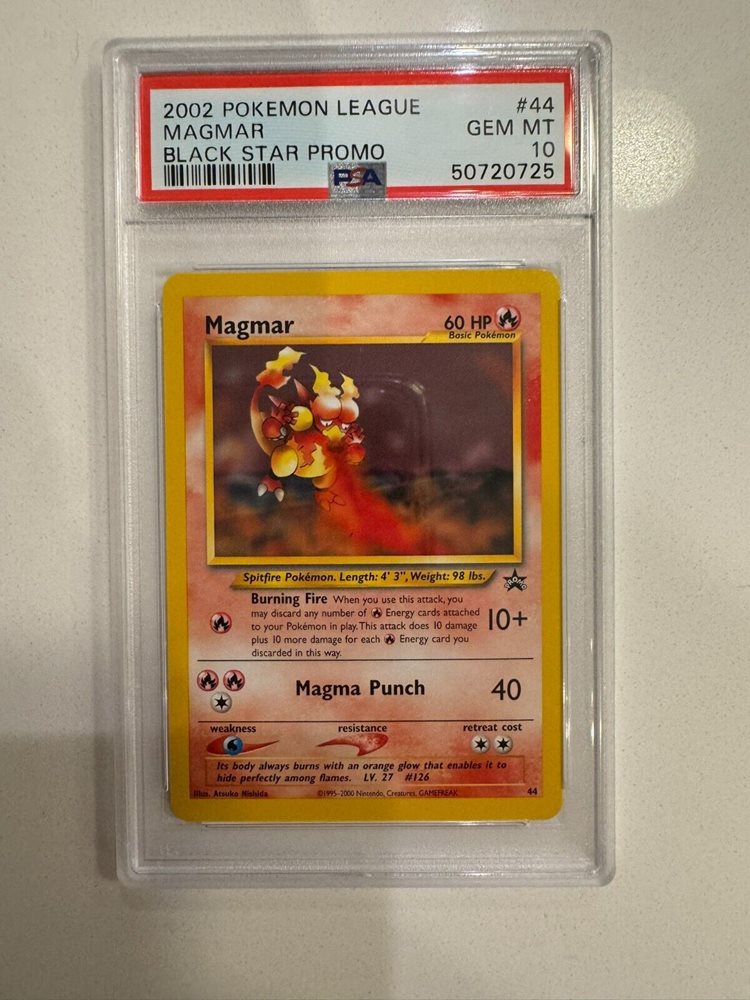 2002 POKEMON LEAGUE #44
MAGMAR GEM MT
BLACK STAR PROMO 10
PSA 50720725
Magmar 60 HP
Basic Pokémon
Spitfire Pokémon. Length: 4' 3", Weight: 98 lbs.
PROMO
Burning Fire When you use this attack, you
may discard any number of Energy cards attached
to your Pokémon in play. This attack does 10 damage
plus 10 more damage for each Energy card you
discarded in this way.
10+
Magma Punch 40
weakness resistance retreat cost
Its body always burns with an orange glow that enables it to
hide perfectly among flames. LV. 27 #126
Illus. Atsuko Nishida ©1995-2000 Nintendo, Creatures, GAMEFREAK 44